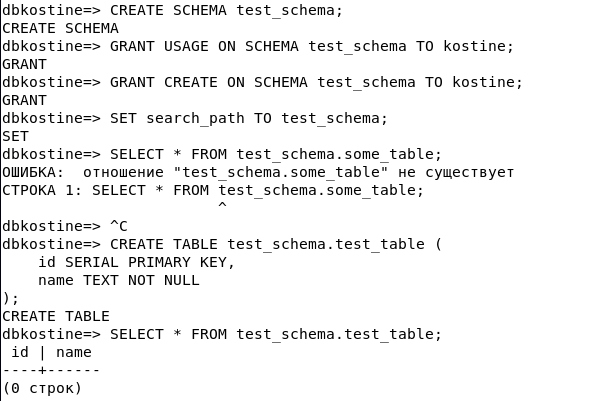 dbkostine=> CREATE SCHEMA test_schema;
CREATE SCHEMA
dbkostine=> GRANT USAGE ON SCHEMA test_schema TO kostine;
GRANT
dbkostine=> GRANT CREATE ON SCHEMA test_schema TO kostine;
GRANT
dbkostine=> SET search_path TO test_schema;
SET
dbkostine=> SELECT * FROM test_schema.some_table;
ОШИБКА:  отношение "test_schema.some_table" не существует
СТРОКА 1: SELECT * FROM test_schema.some_table;
                        ^
dbkostine=> ^C
dbkostine=> CREATE TABLE test_schema.test_table (
    id SERIAL PRIMARY KEY,
    name TEXT NOT NULL
);
CREATE TABLE
dbkostine=> SELECT * FROM test_schema.test_table;
 id | name
----+------
(0 строк)